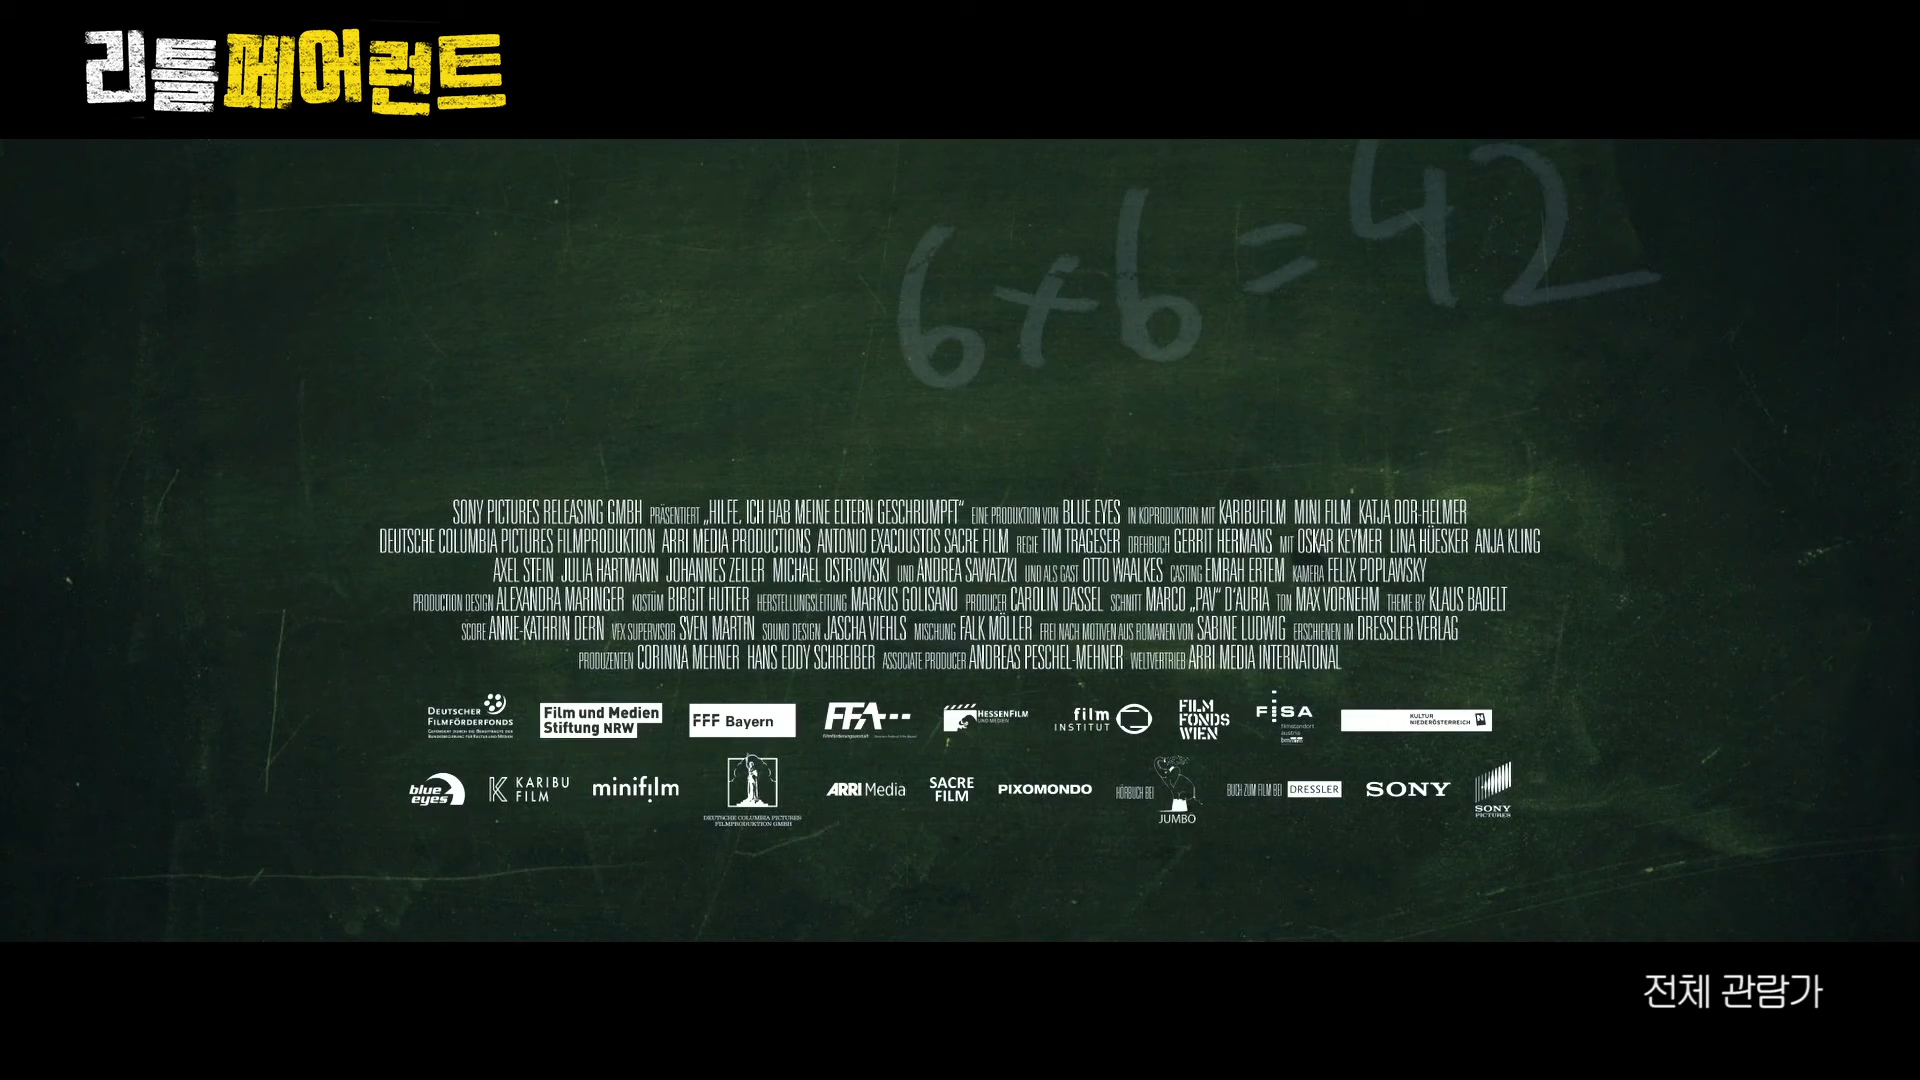 리틀페어런트
6+6=42
SONY PICTURES RELEASING GMBH PRÄSENTIERT „HILFE, ICH HAB MEINE ELTERN GESCHRUMPFT“ EINE PRODUKTION VON BLUE EYES IN KOPRODUKTION MIT KARIBUFILM MINI FILM KATJA DOR-HELMER
DEUTSCHE COLUMBIA PICTURES FILMPRODUKTION ARRI MEDIA PRODUCTIONS ANTONIO EXACOUSTOS SACRE FILM REGIE TIM TRAGESER DREHBUCH GERRIT HERMANS MIT OSKAR KEYMER LINA HÜESKER ANJA KLING
AXEL STEIN JULIA HARTMANN JOHANNES ZEILER MICHAEL OSTROWSKI UND ANDREA SAWATZKI UND ALS GAST OTTO WAALKES CASTING EMRAH ERTEM KAMERA FELIX POPLAWSKY
PRODUCTION DESIGN ALEXANDRA MARINGER KOSTÜM BIRGIT HUTTER HERSTELLUNGSLEITUNG MARKUS GOLISANO PRODUCER CAROLIN DASSEL SCHNITT MARCO „PAV“ D'AURIA TON MAX VORNEHM THEME BY KLAUS BADELT
SCORE ANNE-KATHRIN DERN VFX SUPERVISOR SVEN MARTIN SOUND DESIGN JASCHA VIEHLS MISCHUNG FALK MÖLLER FREI NACH MOTIVEN AUS ROMANEN VON SABINE LUDWIG ERSCHIENEN IM DRESSLER VERLAG
PRODUZENTEN CORINNA MEHNER HANS EDDY SCHREIBER ASSOCIATE PRODUCER ANDREAS PESCHEL-MEHNER WELTVERTRIEB ARRI MEDIA INTERNATONAL
DEUTSCHER FILMFÖRDERFONDS
Film und Medien Stiftung NRW
FFF Bayern
FFA
HESSENFILM UND MEDIEN
film INSTITUT
FILM FONDS WIEN
FISA filmstandort austria
KULTUR NIEDERÖSTERREICH N
blue eyes
KARIBU FILM
minifilm
DEUTSCHE COLUMBIA PICTURES FILMPRODUKTION GMBH
ARRI Media
SACRE FILM
PIXOMONDO
HÖRBUCH BEI JUMBO
BUCH ZUM FILM BEI DRESSLER
SONY
SONY PICTURES
전체 관람가